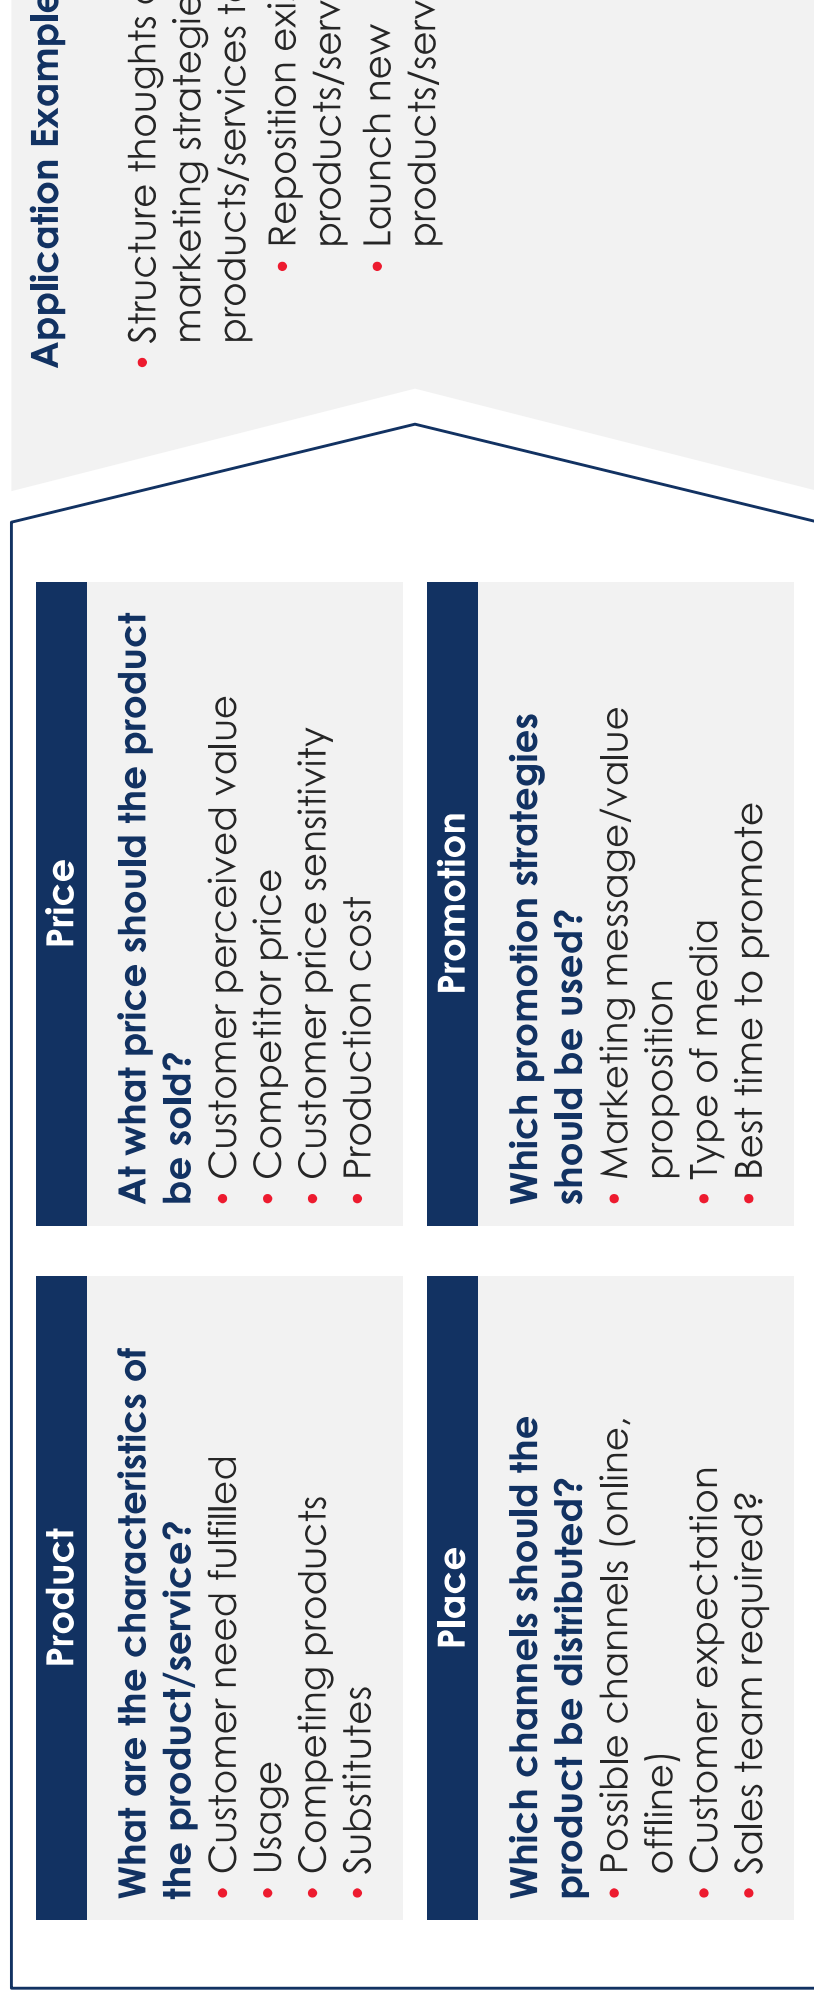 Product
What are the characteristics of
the product/service?
• Customer need fulfilled
• Usage
• Competing products
• Substitutes
Price
At what price should the product
be sold?
• Customer perceived value
• Competitor price
• Customer price sensitivity
• Production cost
Place
Which channels should the
product be distributed?
• Possible channels (online,
offline)
• Customer expectation
• Sales team required?
Promotion
Which promotion strategies
should be used?
• Marketing message/value
proposition
• Type of media
• Best time to promote
Application Example
• Structure thoughts
marketing
products/services
• Reposition
products/
• Launch new
products/